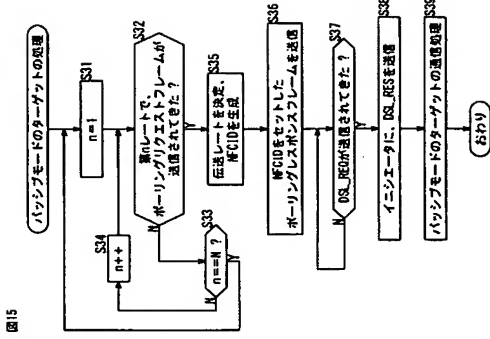 図15
パッシブモードのターゲットの処理
S31
n=1
S34
n++
S32
第nレートで、
ポーリングリクエストフレームが
送信されてきた?
N
Y
S33
n==N ?
N
Y
S35
伝送レートを決定、
NFCIDを生成
S36
NFCIDをセットした
ポーリングレスポンスフレームを送信
S37
DSL_REQが送信されてきた?
N
Y
S38
イニシエータに、DSL_RESを送信
S39
パッシブモードのターゲットの通信処理
おわり